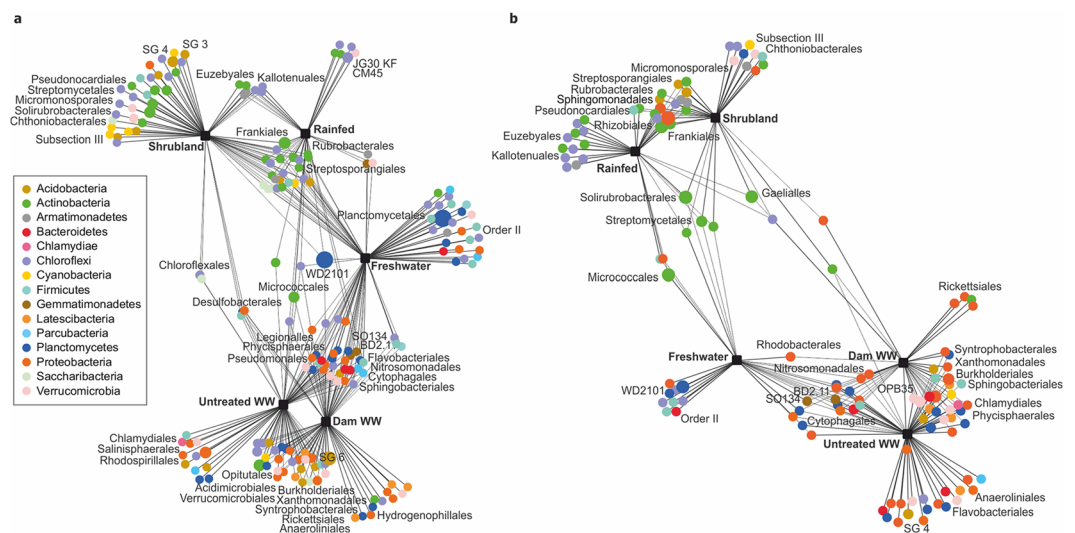 a
SG 4
SG 3
Pseudonocardiales
Streptomycetales
Micromonosporales
Solirubrobacterales
Chthoniobacterales
Subsection III
Euzebyales
Kallotenuales
JG30 KF
CM45
Shrubland
Frankiales
Rainfed
Rubrobacterales
Streptosporangiales
Acidobacteria
Actinobacteria
Armatimonadetes
Bacteroidetes
Chlamydiae
Chloroflexi
Cyanobacteria
Firmicutes
Gemmatimonadetes
Latescibacteria
Parcubacteria
Planctomycetes
Proteobacteria
Saccharibacteria
Verrucomicrobia
Planctomycetales
Order II
Freshwater
Chloroflexales
WD2101
Micrococcales
Desulfobacterales
Legionalles
Phycisphaerales
Pseudomonales
SO134
BD2.11
Flavobacteriales
Nitrosomonadales
Cytophagales
Sphingobacteriales
Untreated WW
Dam WW
Chlamydiales
Salinisphaerales
Rhodospirillales
SG 6
Opitutales
Acidimicrobiales
Verrucomicrobiales
Burkholderiales
Xanthomonadales
Syntrophobacterales
Rickettsiales
Anaeroliniales
Hydrogenophillales
b
Subsection III
Chthoniobacterales
Micromonosporales
Streptosporangiales
Rubrobacterales
Sphingomonadales
Pseudonocardiales
Rhizobiales
Shrubland
Frankiales
Euzebyales
Kallotenuales
Rainfed
Solirubrobacterales
Gaelialles
Streptomycetales
Micrococcales
Rickettsiales
Freshwater
Rhodobacterales
Dam WW
Nitrosomonadales
Syntrophobacterales
Xanthomonadales
Burkholderiales
Sphingobacteriales
WD2101
BD2.11
SO134
OPB35
Order II
Cytophagales
Chlamydiales
Phycisphaerales
Untreated WW
Anaeroliniales
Flavobacteriales
SG 4